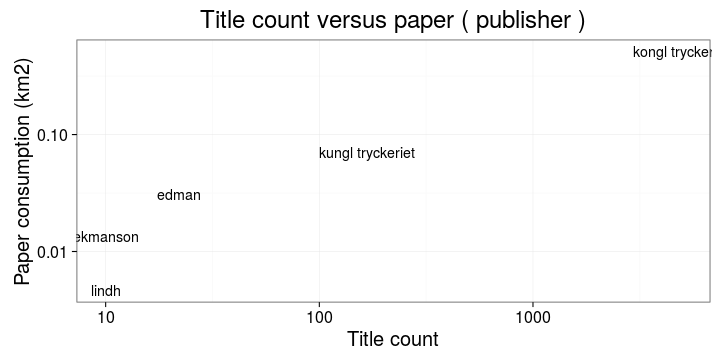 Title count versus paper ( publisher )
Paper consumption (km2)
kongl trycker
0.10
kungl tryckeriet
edman
ekmanson
0.01
lindh
10
100
1000
Title count